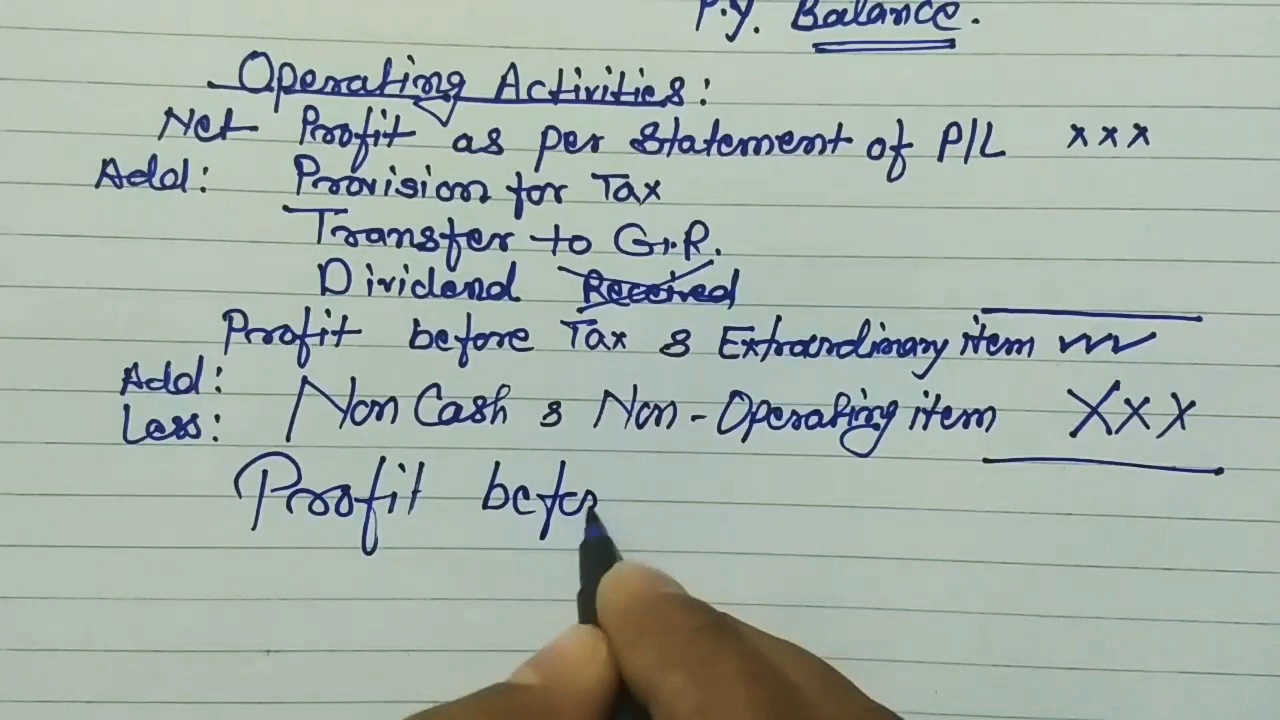 P.Y. Balance.
Operating Activities:
Net Profit as per Statement of P/L xxx
Add: Provision for Tax
Transfer to G.R.
Dividend Received
Profit before Tax & Extraordinary item
Add:
Less: Non Cash & Non-Operating item XXX
Profit befor